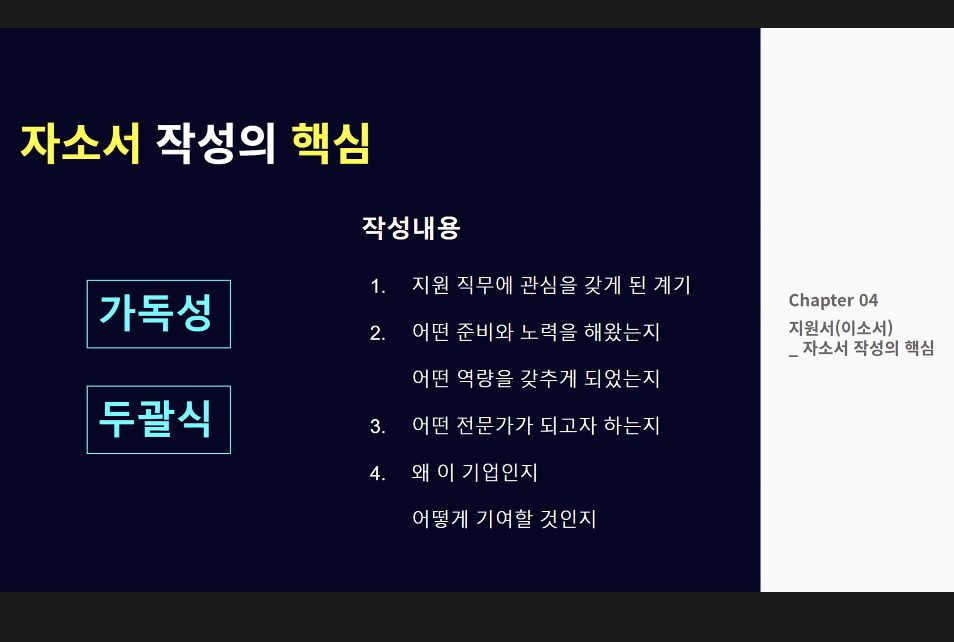 자소서 작성의 핵심
가독성
두괄식
작성내용
1. 지원 직무에 관심을 갖게 된 계기
2. 어떤 준비와 노력을 해왔는지
어떤 역량을 갖추게 되었는지
3. 어떤 전문가가 되고자 하는지
4. 왜 이 기업인지
어떻게 기여할 것인지
Chapter 04
지원서(이소서)
_ 자소서 작성의 핵심